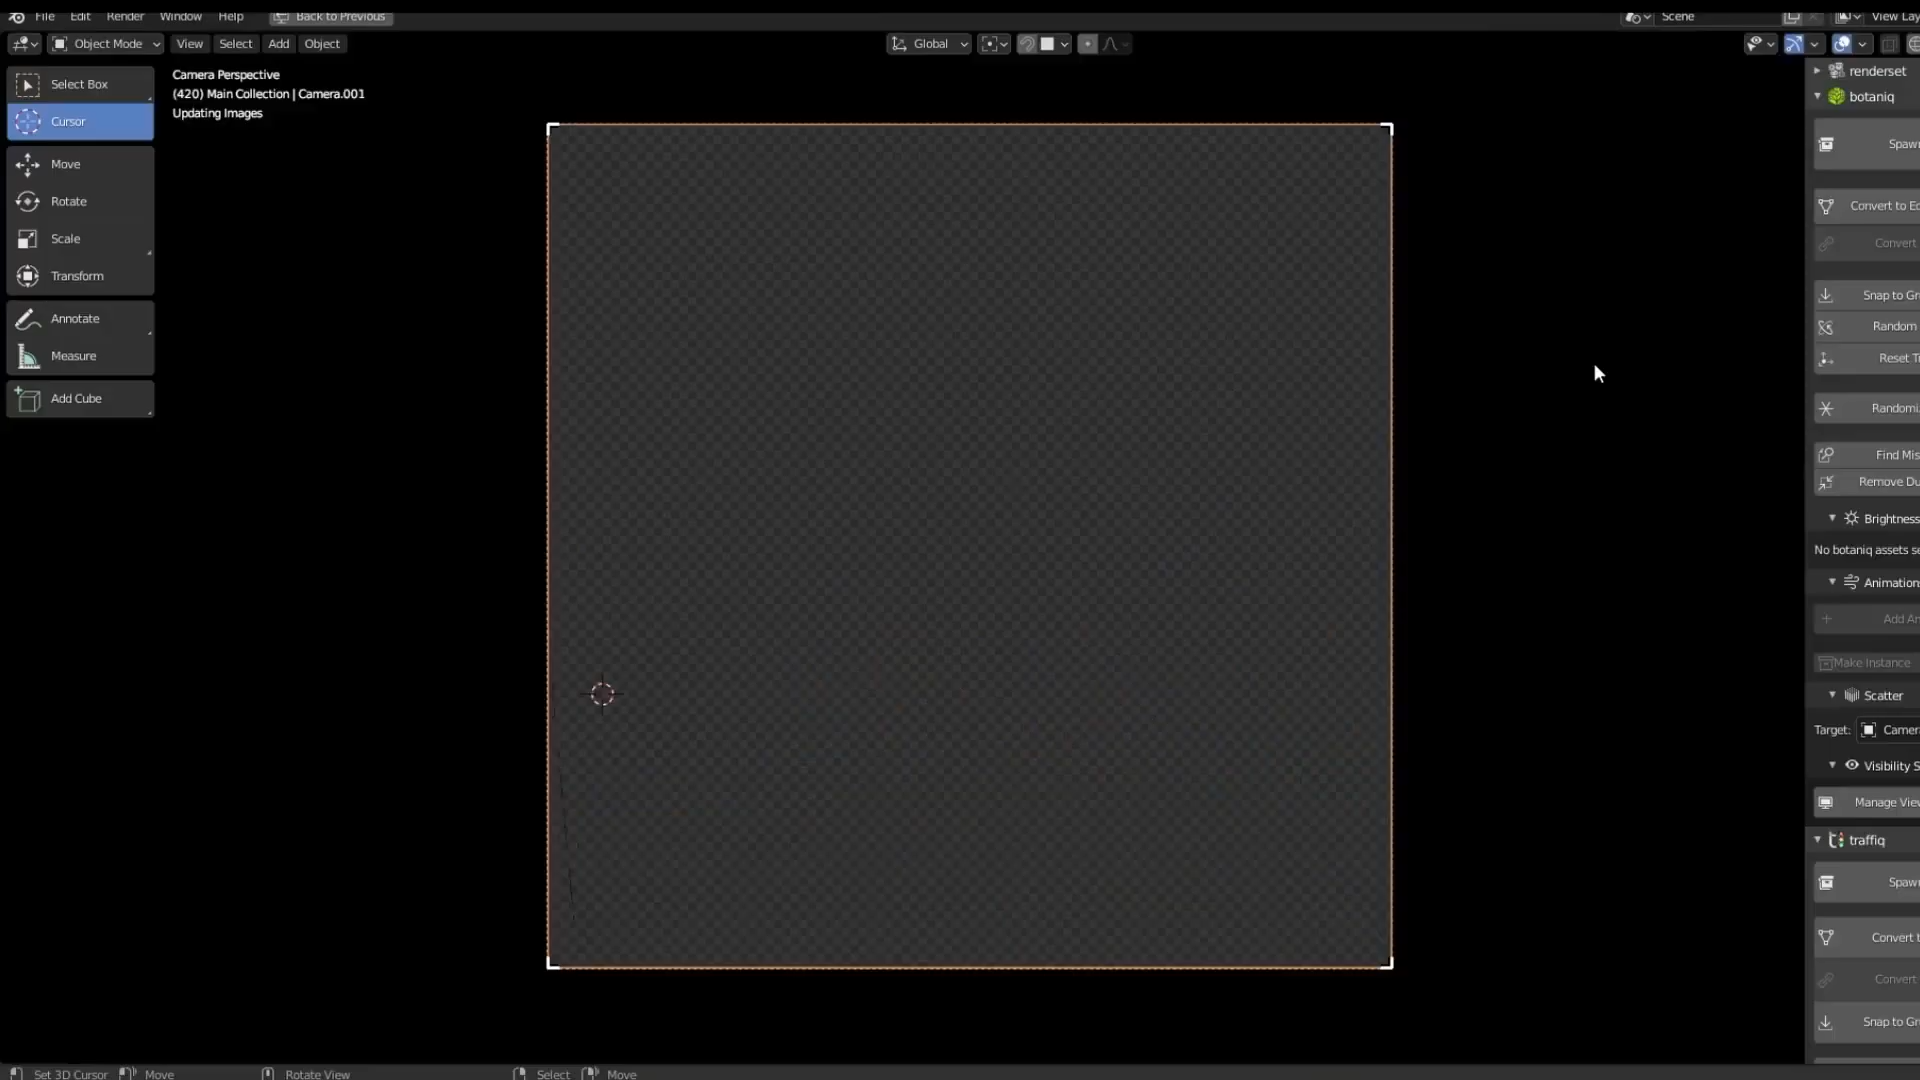 File Edit Render Window Help Back to Previous Scene View Lay
Object Mode View Select Add Object Global
Select Box
Cursor
Move
Rotate
Scale
Transform
Annotate
Measure
Add Cube
Camera Perspective
(420) Main Collection | Camera.001
Updating Images
renderset
botaniq
Spaw
Convert to Ed
Convert
Snap to Gr
Random
Reset Tr
Randomi
Find Mis
Remove Du
Brightness
No botaniq assets se
Animation
Add An
Make Instance
Scatter
Target: Camer
Visibility S
Manage View
traffiq
Spaw
Convert t
Convert
Snap to Gr
Set 3D Cursor Move Rotate View Select Move